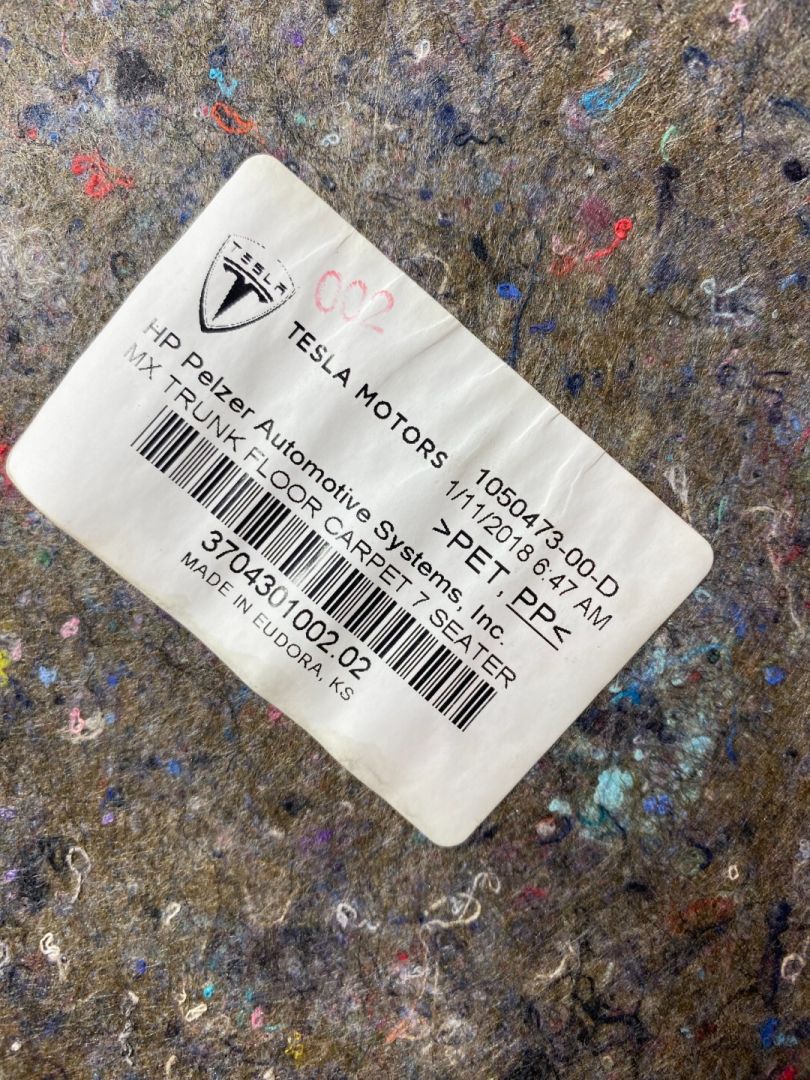 TESLA
002
TESLA MOTORS
1050473-00-D
1/11/2018 6:47 AM
>PET, PP<
HP Pelzer Automotive Systems, Inc.
MX TRUNK FLOOR CARPET 7 SEATER
3704301002.02
MADE IN EUDORA, KS